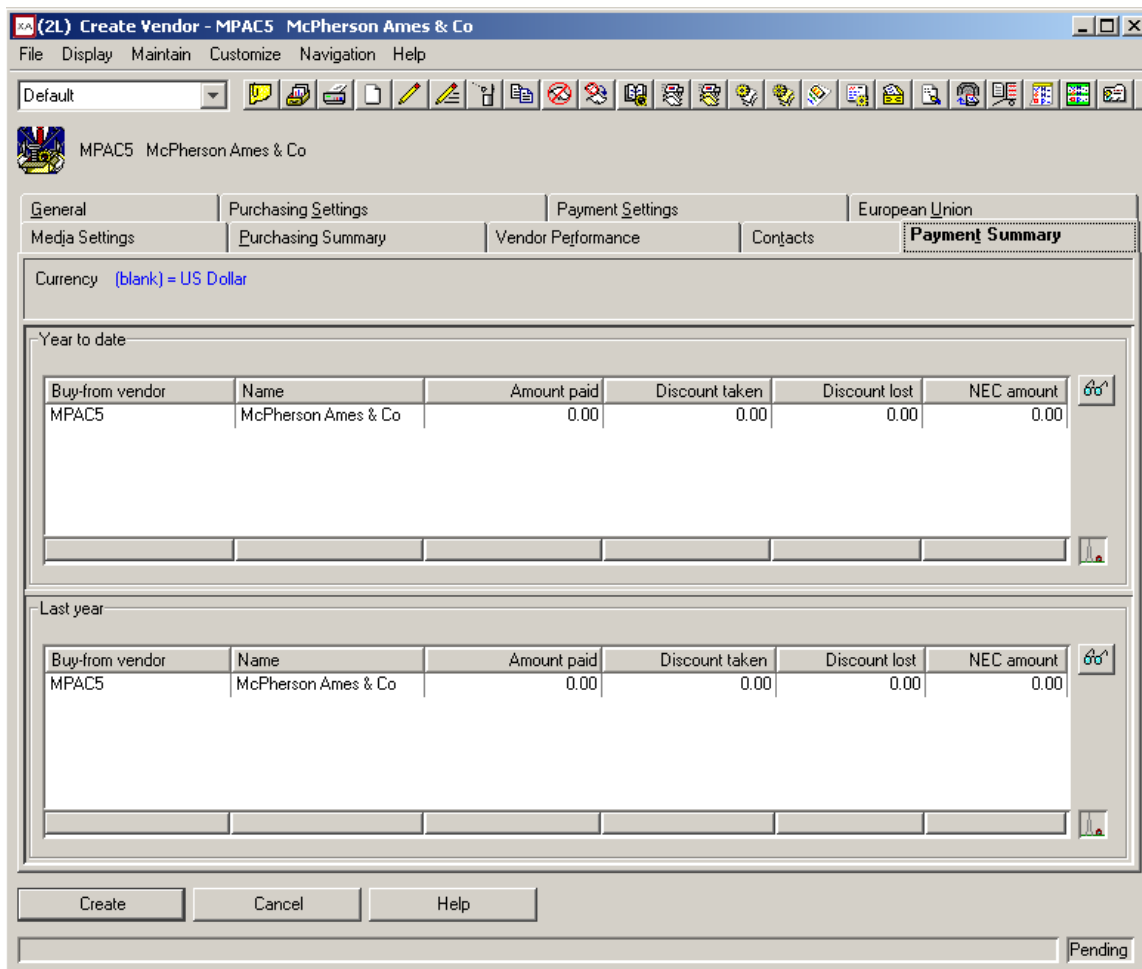 XA (2L) Create Vendor - MPAC5 McPherson Ames & Co
File Display Maintain Customize Navigation Help
Default
MPAC5 McPherson Ames & Co
General Purchasing Settings Payment Settings European Union
Media Settings Purchasing Summary Vendor Performance Contacts Payment Summary
Currency (blank) = US Dollar
Year to date
Buy-from vendor Name Amount paid Discount taken Discount lost NEC amount
MPAC5 McPherson Ames & Co 0.00 0.00 0.00 0.00
Last year
Buy-from vendor Name Amount paid Discount taken Discount lost NEC amount
MPAC5 McPherson Ames & Co 0.00 0.00 0.00 0.00
Create Cancel Help
Pending